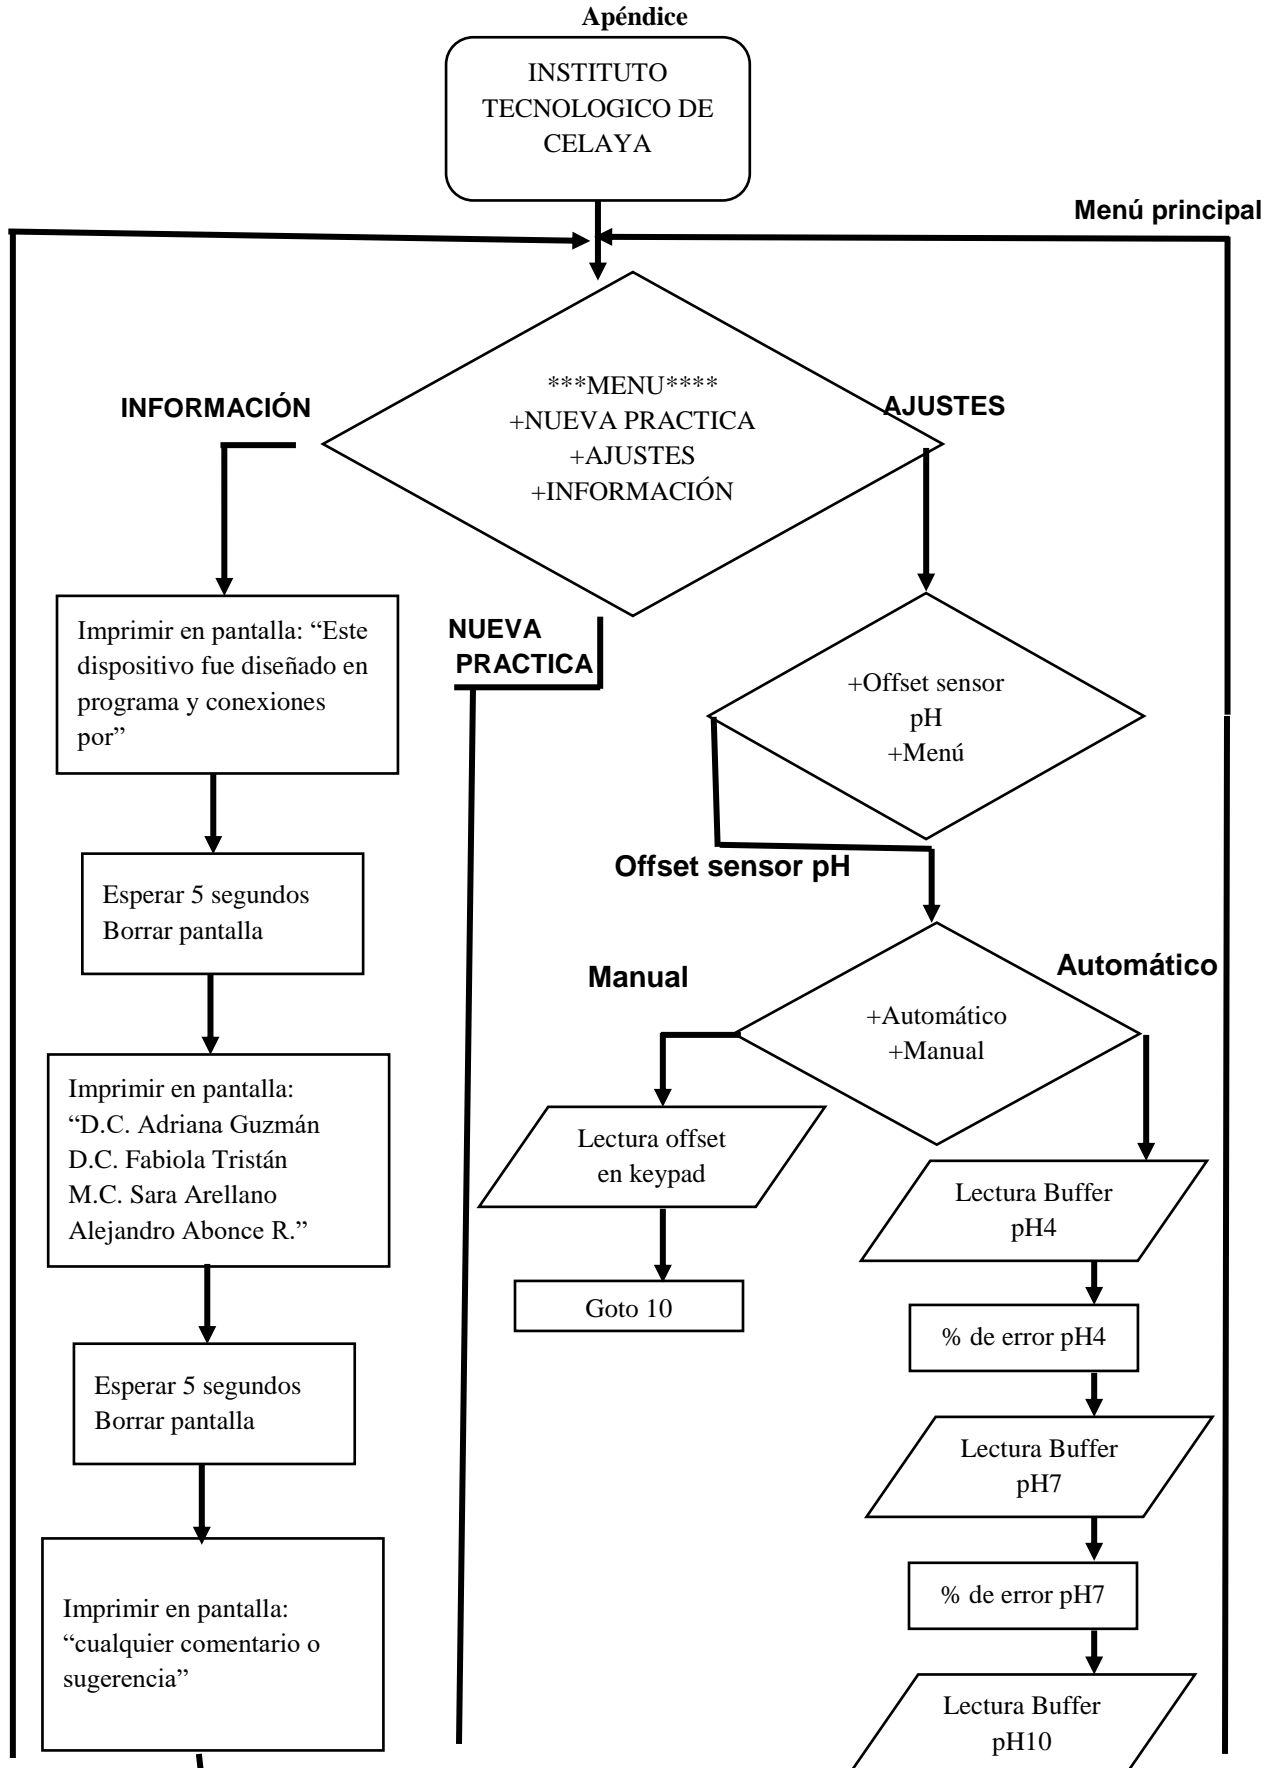 Apéndice
INSTITUTO
TECNOLOGICO DE
CELAYA
Menú principal
***MENU****
+NUEVA PRACTICA
+AJUSTES
+INFORMACIÓN
INFORMACIÓN
AJUSTES
NUEVA
PRACTICA
Imprimir en pantalla: “Este
dispositivo fue diseñado en
programa y conexiones
por”
Esperar 5 segundos
Borrar pantalla
Imprimir en pantalla:
“D.C. Adriana Guzmán
D.C. Fabiola Tristán
M.C. Sara Arellano
Alejandro Abonce R.”
Esperar 5 segundos
Borrar pantalla
Imprimir en pantalla:
“cualquier comentario o
sugerencia”
+Offset sensor
pH
+Menú
Offset sensor pH
+Automático
+Manual
Manual
Automático
Lectura offset
en keypad
Goto 10
Lectura Buffer
pH4
% de error pH4
Lectura Buffer
pH7
% de error pH7
Lectura Buffer
pH10